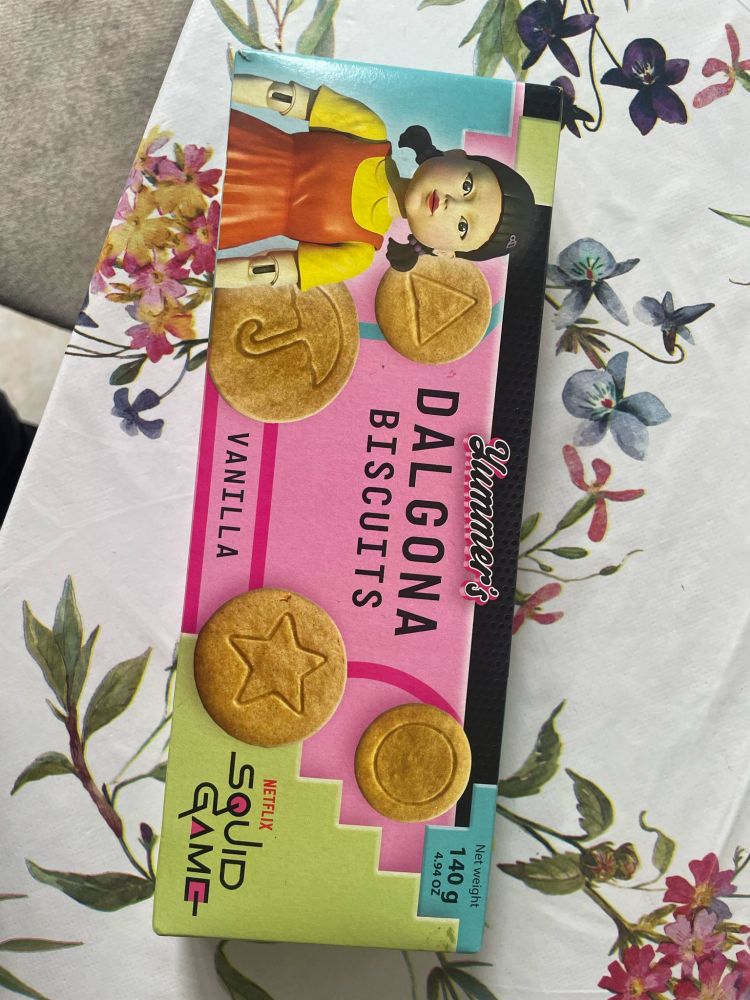 Yummer's
DALGONA
BISCUITS
VANILLA
NETFLIX
SQUID
GAME
Net weight
140 g
4.94 OZ